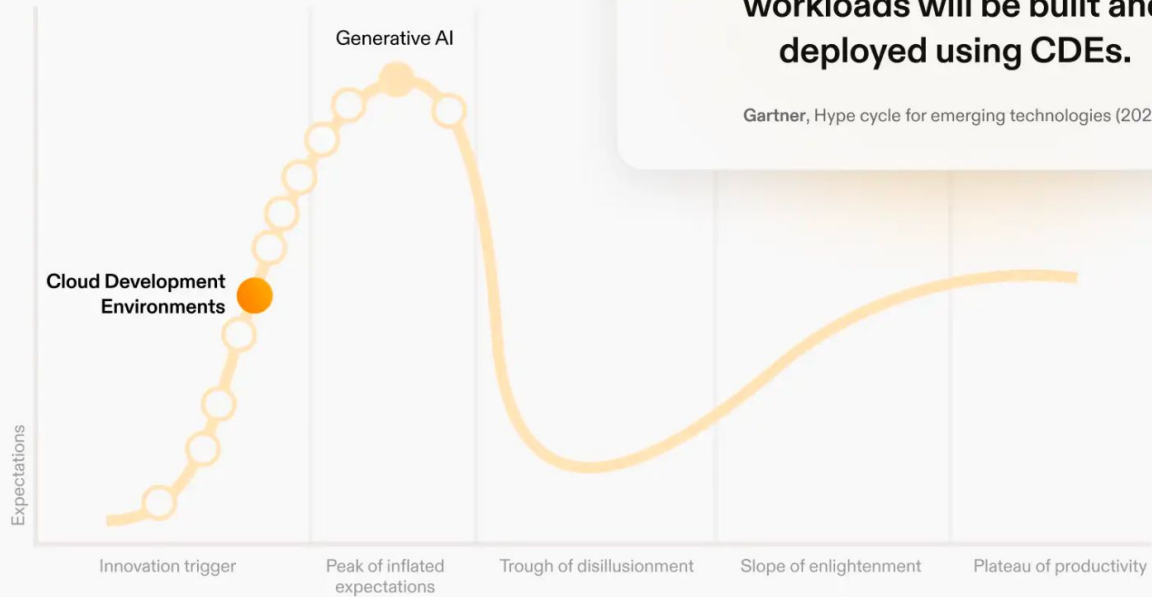 workloads will be built and
deployed using CDEs.
Gartner, Hype cycle for emerging technologies (202
Generative AI
Cloud Development
Environments
Expectations
Innovation trigger
Peak of inflated
expectations
Trough of disillusionment
Slope of enlightenment
Plateau of productivity